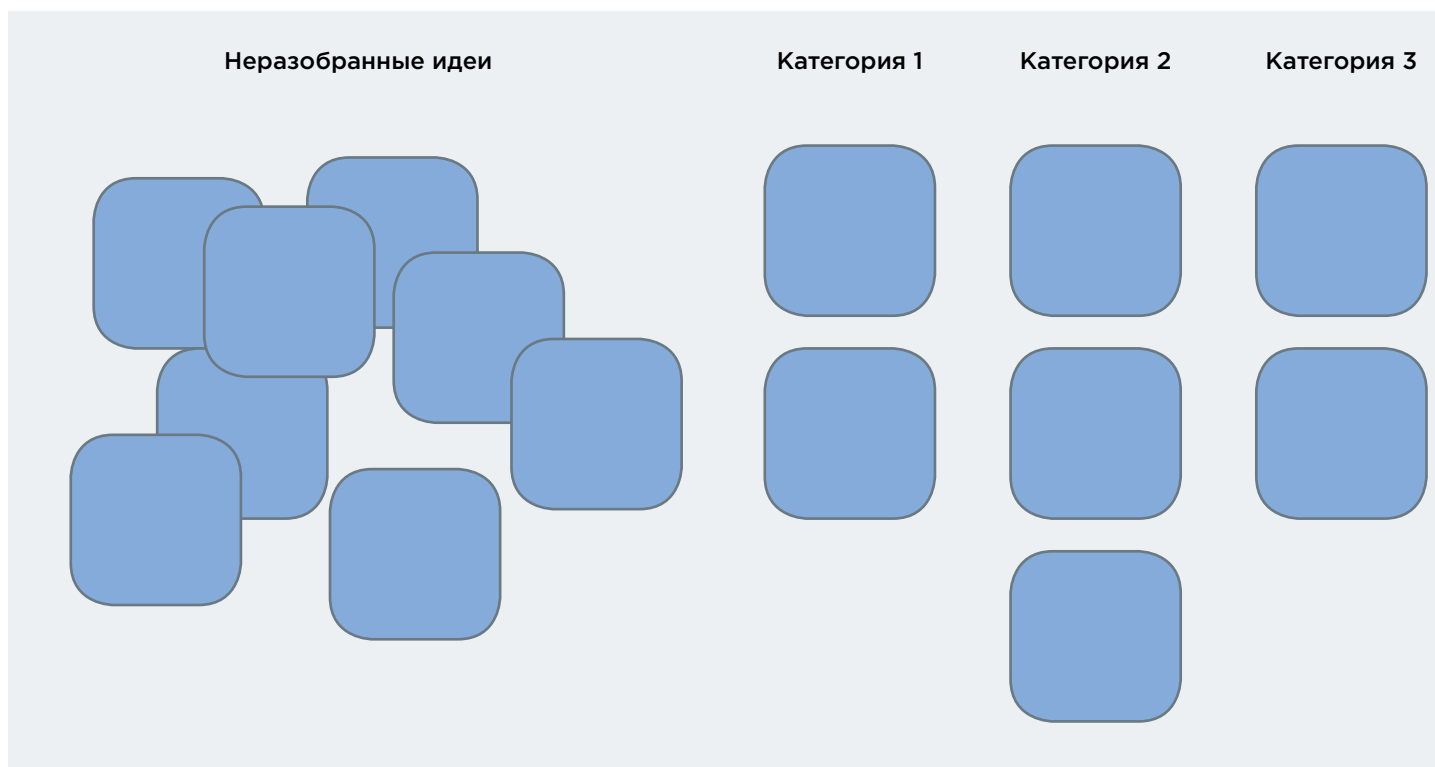 Неразобранные идеи
Категория 1
Категория 2
Категория 3